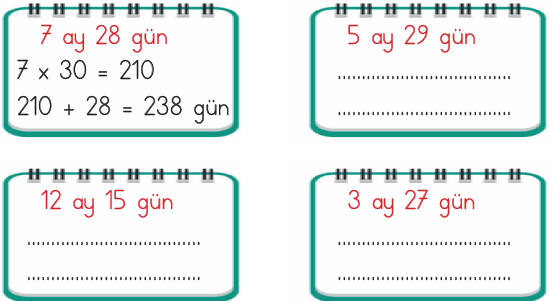 7 ay 28 gün
7 x 30 = 210
210 + 28 = 238 gün
5 ay 29 gün
12 ay 15 gün
3 ay 27 gün